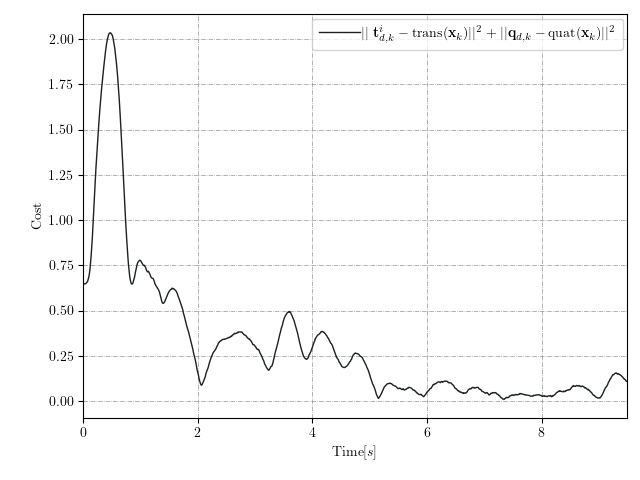 || t^i_{d,k} − trans(x_k)||² + ||q_{d,k} − quat(x_k)||²
2.00
1.75
1.50
1.25
1.00
0.75
0.50
0.25
0.00
Cost
0 2 4 6 8
Time[s]